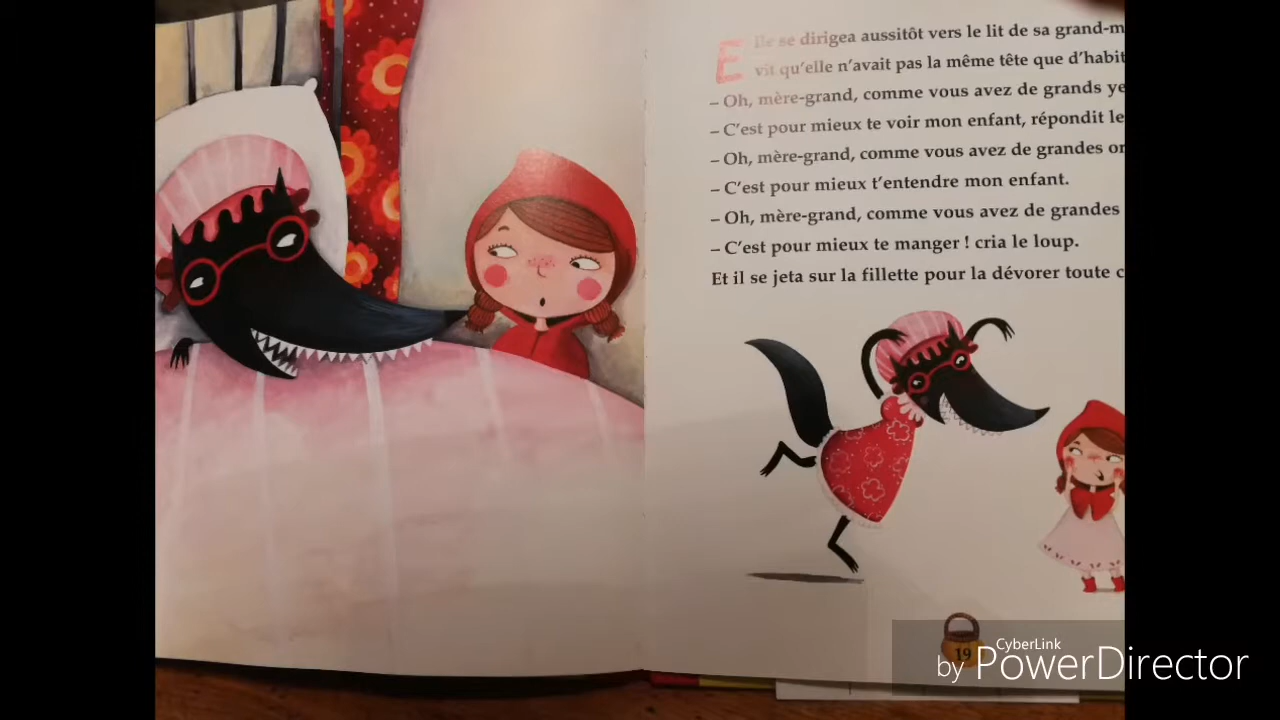 Elle se dirigea aussitôt vers le lit de sa grand-m
vit qu'elle n'avait pas la même tête que d'habit
– Oh, mère-grand, comme vous avez de grands ye
– C'est pour mieux te voir mon enfant, répondit le
– Oh, mère-grand, comme vous avez de grandes or
– C'est pour mieux t'entendre mon enfant.
– Oh, mère-grand, comme vous avez de grandes
– C'est pour mieux te manger ! cria le loup.
Et il se jeta sur la fillette pour la dévorer toute c
19
CyberLink
by PowerDirector